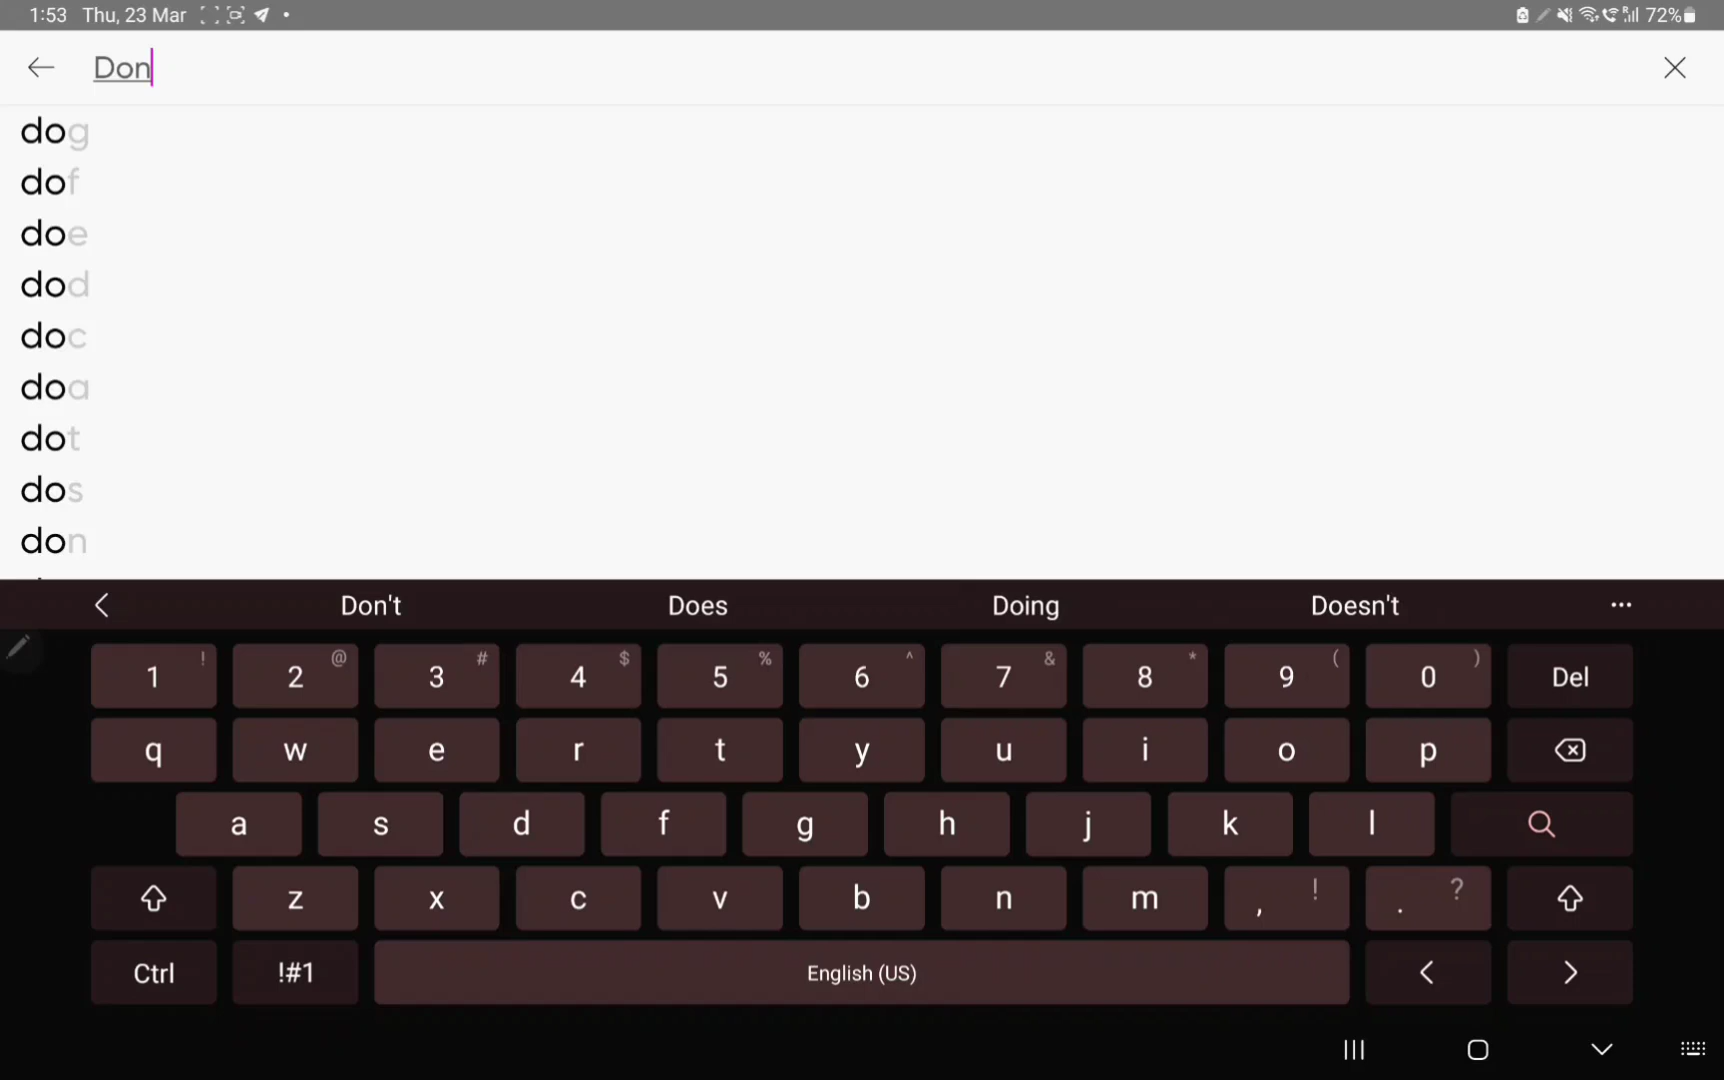 1:53 Thu, 23 Mar 72%
Don
dog
dof
doe
dod
doc
doa
dot
dos
don
Don't Does Doing Doesn't ...
1 ! 2 @ 3 # 4 $ 5 % 6 ^ 7 & 8 * 9 ( 0 ) Del
q w e r t y u i o p
a s d f g h j k l
z x c v b n m , ! . ?
Ctrl !#1 English (US) < >